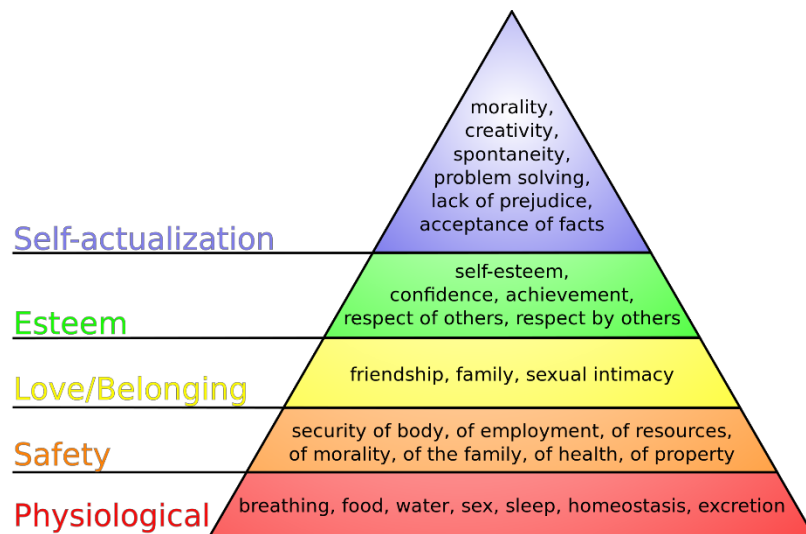 morality,
creativity,
spontaneity,
problem solving,
lack of prejudice,
acceptance of facts
Self-actualization
self-esteem,
confidence, achievement,
respect of others, respect by others
Esteem
friendship, family, sexual intimacy
Love/Belonging
security of body, of employment, of resources,
of morality, of the family, of health, of property
Safety
breathing, food, water, sex, sleep, homeostasis, excretion
Physiological